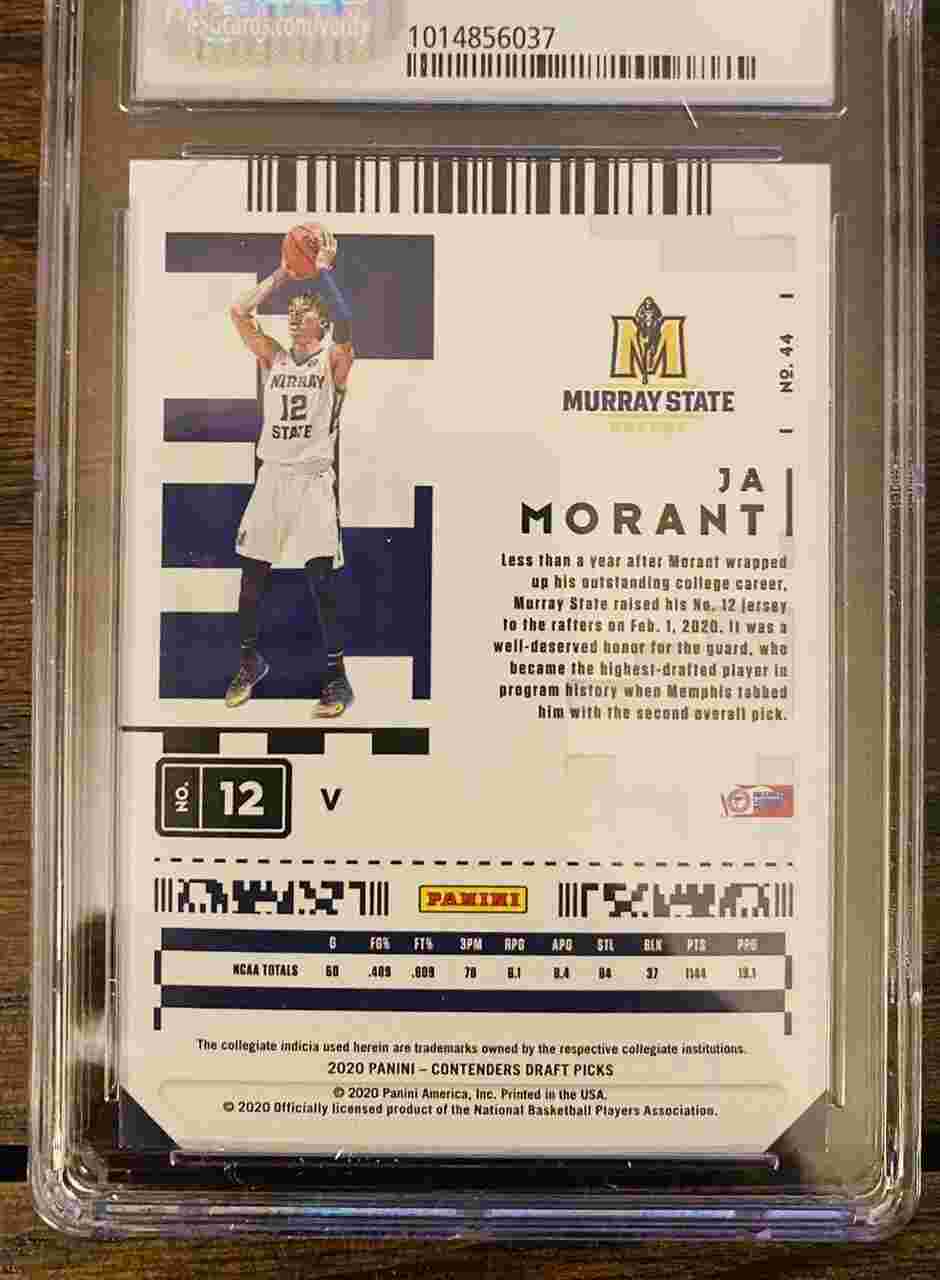 1014856037
MURRAY STATE
No. 44
JA
MORANT
MURRAY
12
STATE
Less than a year after Morant wrapped
up his outstanding college career,
Murray State raised his No. 12 jersey
to the rafters on Feb. 1, 2020. It was a
well-deserved honor for the guard, who
became the highest-drafted player in
program history when Memphis tabbed
him with the second overall pick.
NO. 12 V
PANINI
G FG% FT% 3PM RPG APG STL BLK PTS PPG
NCAA TOTALS 37 1144 19.1
The collegiate indicia used herein are trademarks owned by the respective collegiate institutions.
2020 PANINI – CONTENDERS DRAFT PICKS
© 2020 Panini America, Inc. Printed in the USA.
© 2020 Officially licensed product of the National Basketball Players Association.